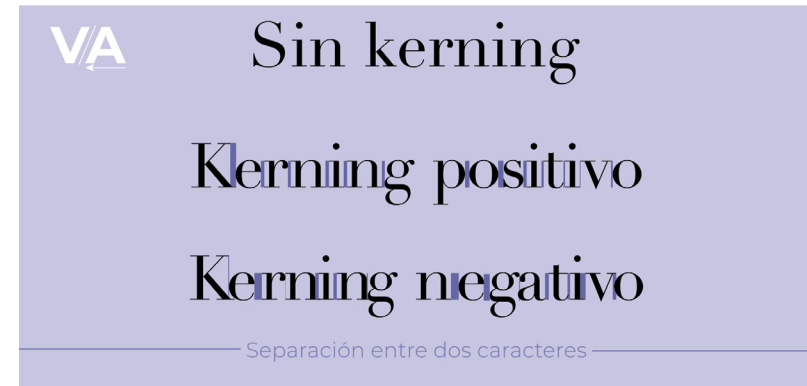 VA
Sin kerning
Kerning positivo
Kerning negativo
Separación entre dos caracteres